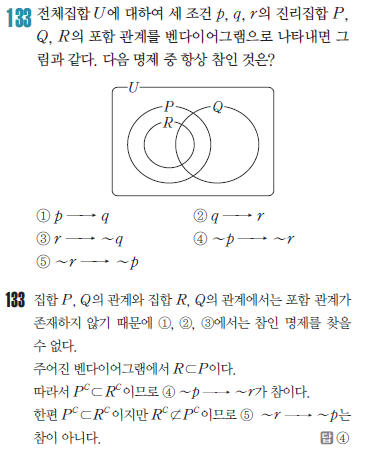 133 전체집합 U에 대하여 세 조건 p, q, r의 진리집합 P,
Q, R의 포함 관계를 벤다이어그램으로 나타내면 그
림과 같다. 다음 명제 중 항상 참인 것은?
U
P Q
R
① p ⟶ q ② q ⟶ r
③ r ⟶ ~q ④ ~p ⟶ ~r
⑤ ~r ⟶ ~p
133 집합 P, Q의 관계와 집합 R, Q의 관계에서는 포함 관계가
존재하지 않기 때문에 ①, ②, ③에서는 참인 명제를 찾을
수 없다.
주어진 벤다이어그램에서 R⊂P이다.
따라서 Pᶜ⊂Rᶜ이므로 ④ ~p ⟶ ~r가 참이다.
한편 Pᶜ⊂Rᶜ이지만 Rᶜ⊄Pᶜ이므로 ⑤ ~r ⟶ ~p는
참이 아니다. 답 ④